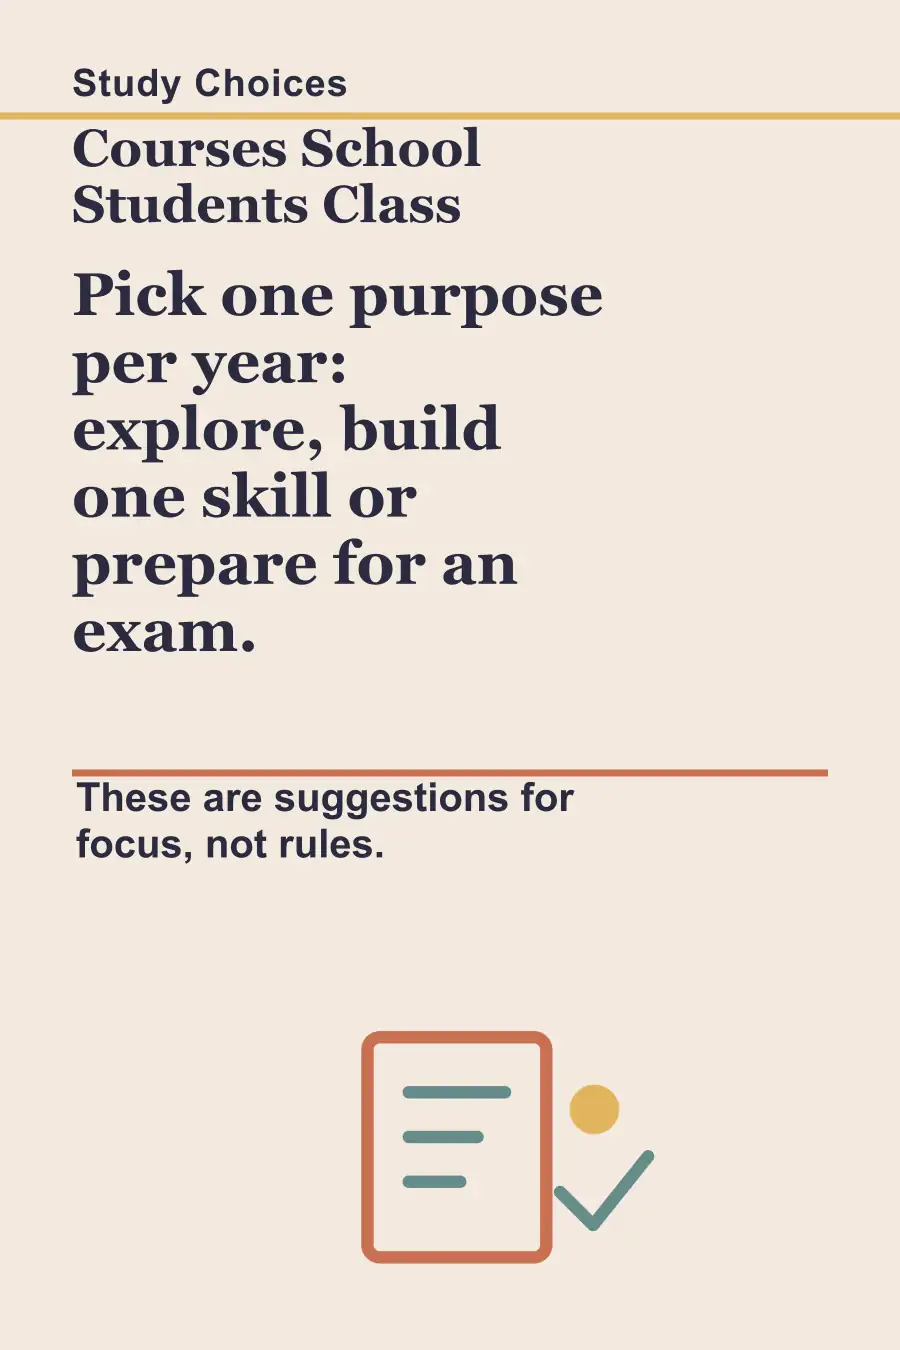 Study Choices
Courses School
Students Class
Pick one purpose
per year:
explore, build
one skill or
prepare for an
exam.
These are suggestions for
focus, not rules.